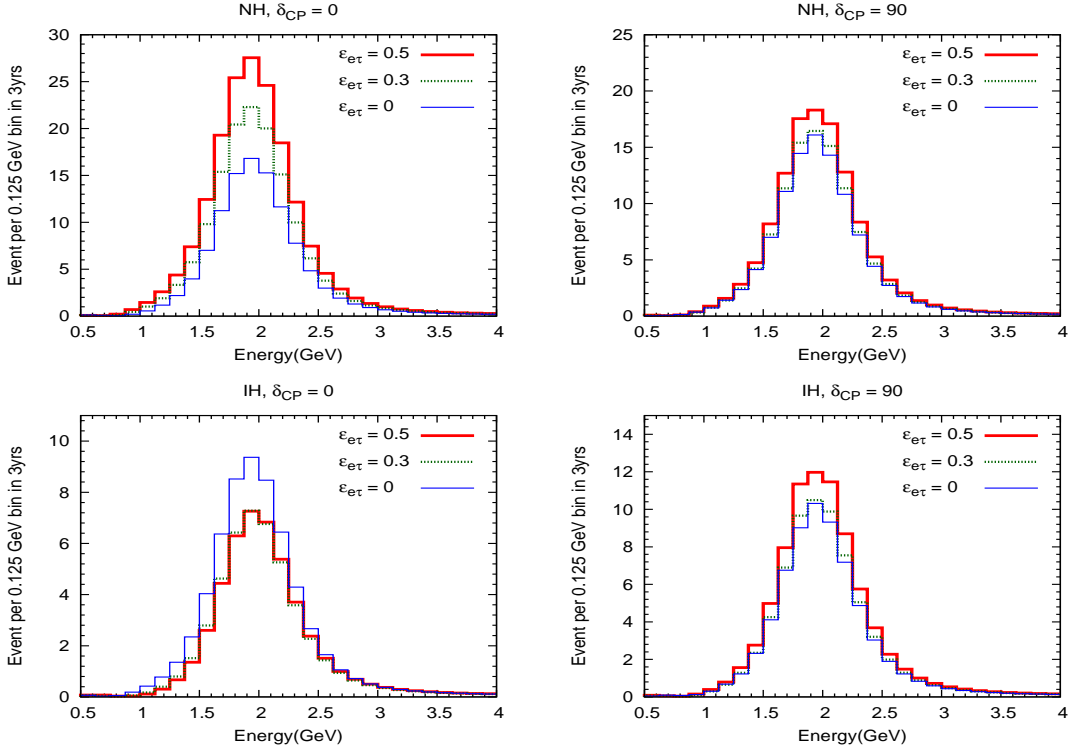 NH, δCP = 0
Event per 0.125 GeV bin in 3yrs
30
25
20
15
10
5
0
0.5 1 1.5 2 2.5 3 3.5 4
Energy(GeV)
εeτ = 0.5
εeτ = 0.3
εeτ = 0
NH, δCP = 90
Event per 0.125 GeV bin in 3yrs
25
20
15
10
5
0
0.5 1 1.5 2 2.5 3 3.5 4
Energy(GeV)
εeτ = 0.5
εeτ = 0.3
εeτ = 0
IH, δCP = 0
Event per 0.125 GeV bin in 3yrs
10
8
6
4
2
0
0.5 1 1.5 2 2.5 3 3.5 4
Energy(GeV)
εeτ = 0.5
εeτ = 0.3
εeτ = 0
IH, δCP = 90
Event per 0.125 GeV bin in 3yrs
14
12
10
8
6
4
2
0
0.5 1 1.5 2 2.5 3 3.5 4
Energy(GeV)
εeτ = 0.5
εeτ = 0.3
εeτ = 0